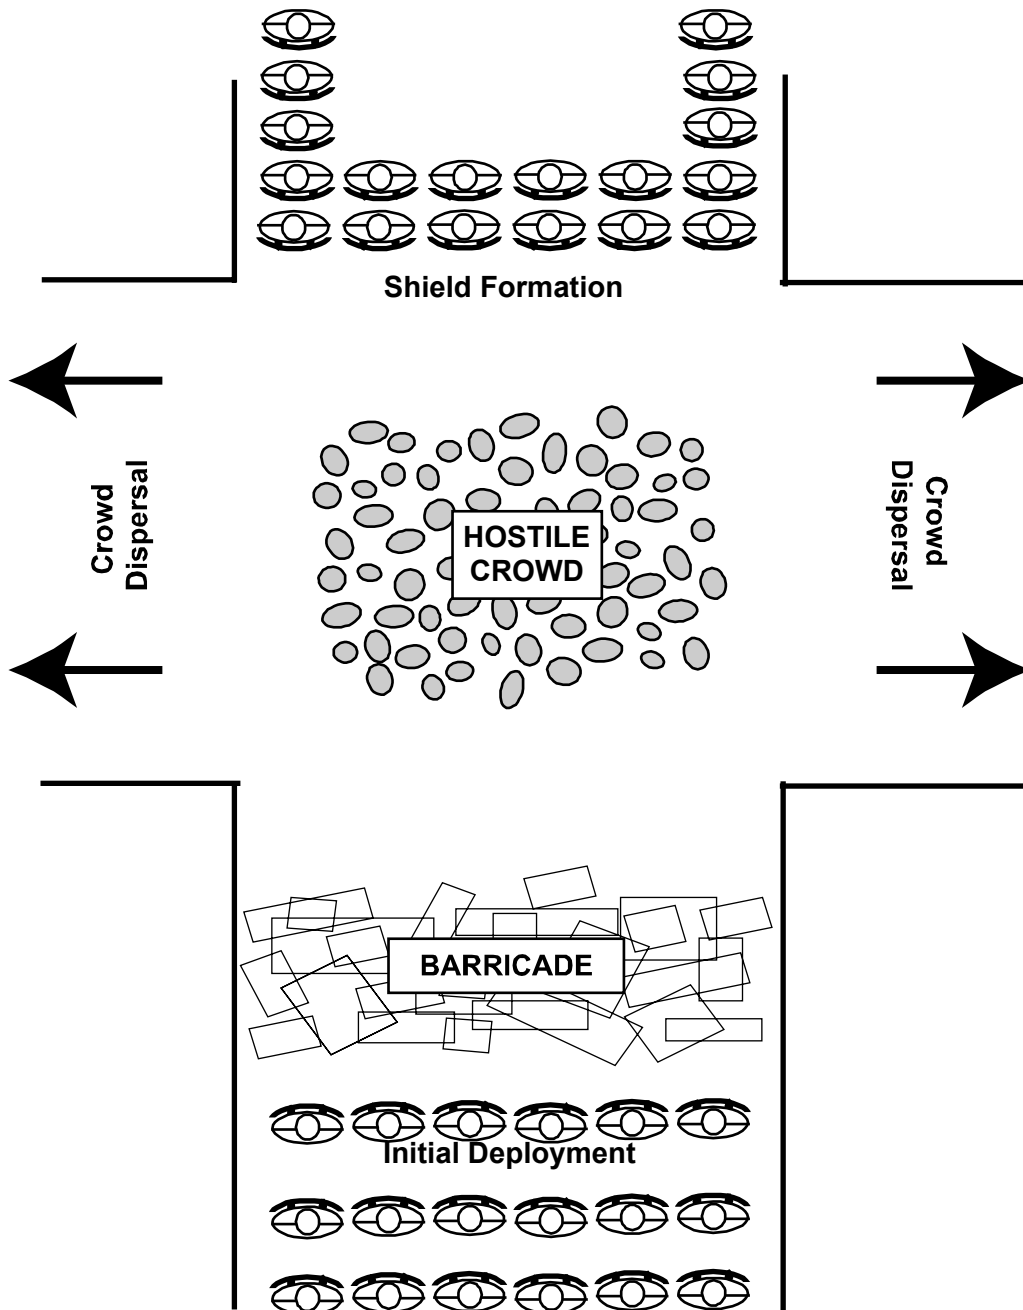 Shield Formation
Crowd
Dispersal
Crowd
Dispersal
HOSTILE
CROWD
BARRICADE
Initial Deployment